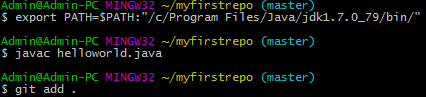 Admin@Admin-PC MINGW32 ~/myfirstrepo (master)
$ export PATH=$PATH:"/c/Program Files/Java/jdk1.7.0_79/bin/"
Admin@Admin-PC MINGW32 ~/myfirstrepo (master)
$ javac helloworld.java
Admin@Admin-PC MINGW32 ~/myfirstrepo (master)
$ git add .